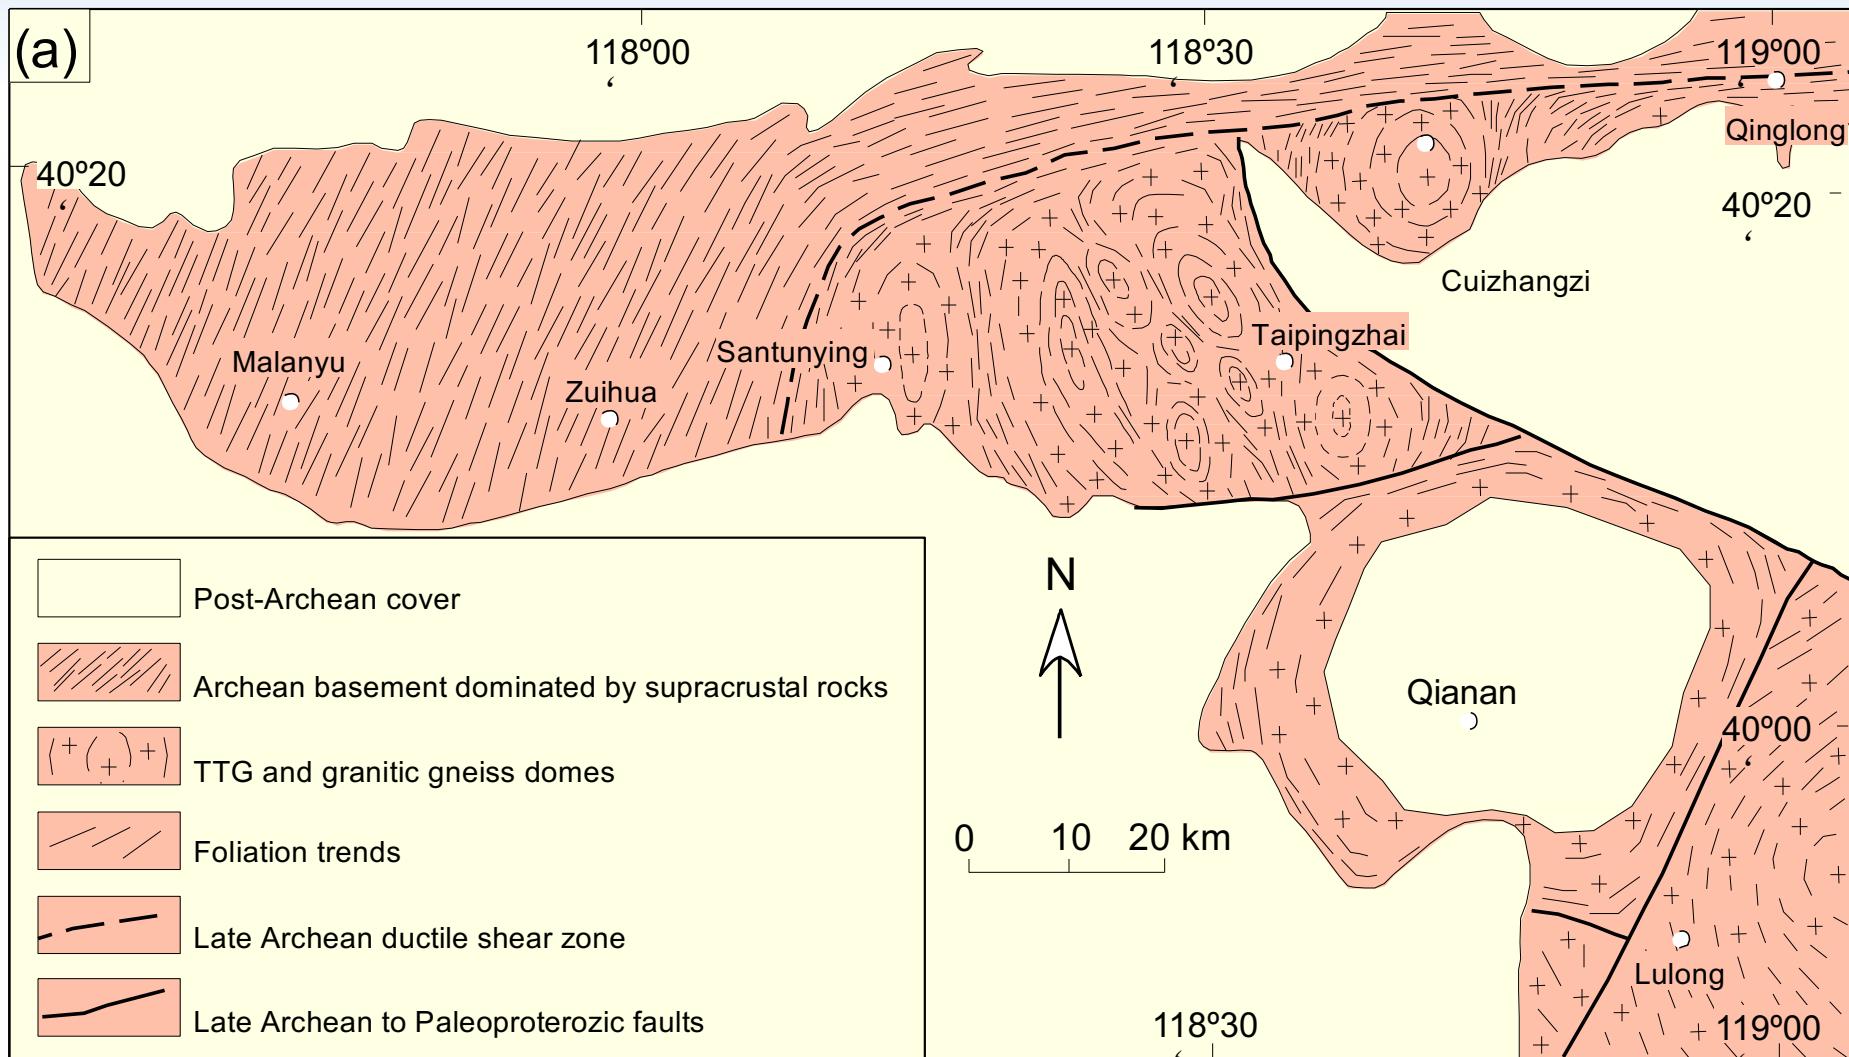 (a)
118º00
118º30
119º00
Qinglong
40º20
40º20
Cuizhangzi
Taipingzhai
Santunying
Malanyu
Zuihua
N
Qianan
40º00
0 10 20 km
Lulong
118º30
119º00
Post-Archean cover
Archean basement dominated by supracrustal rocks
TTG and granitic gneiss domes
Foliation trends
Late Archean ductile shear zone
Late Archean to Paleoproterozic faults